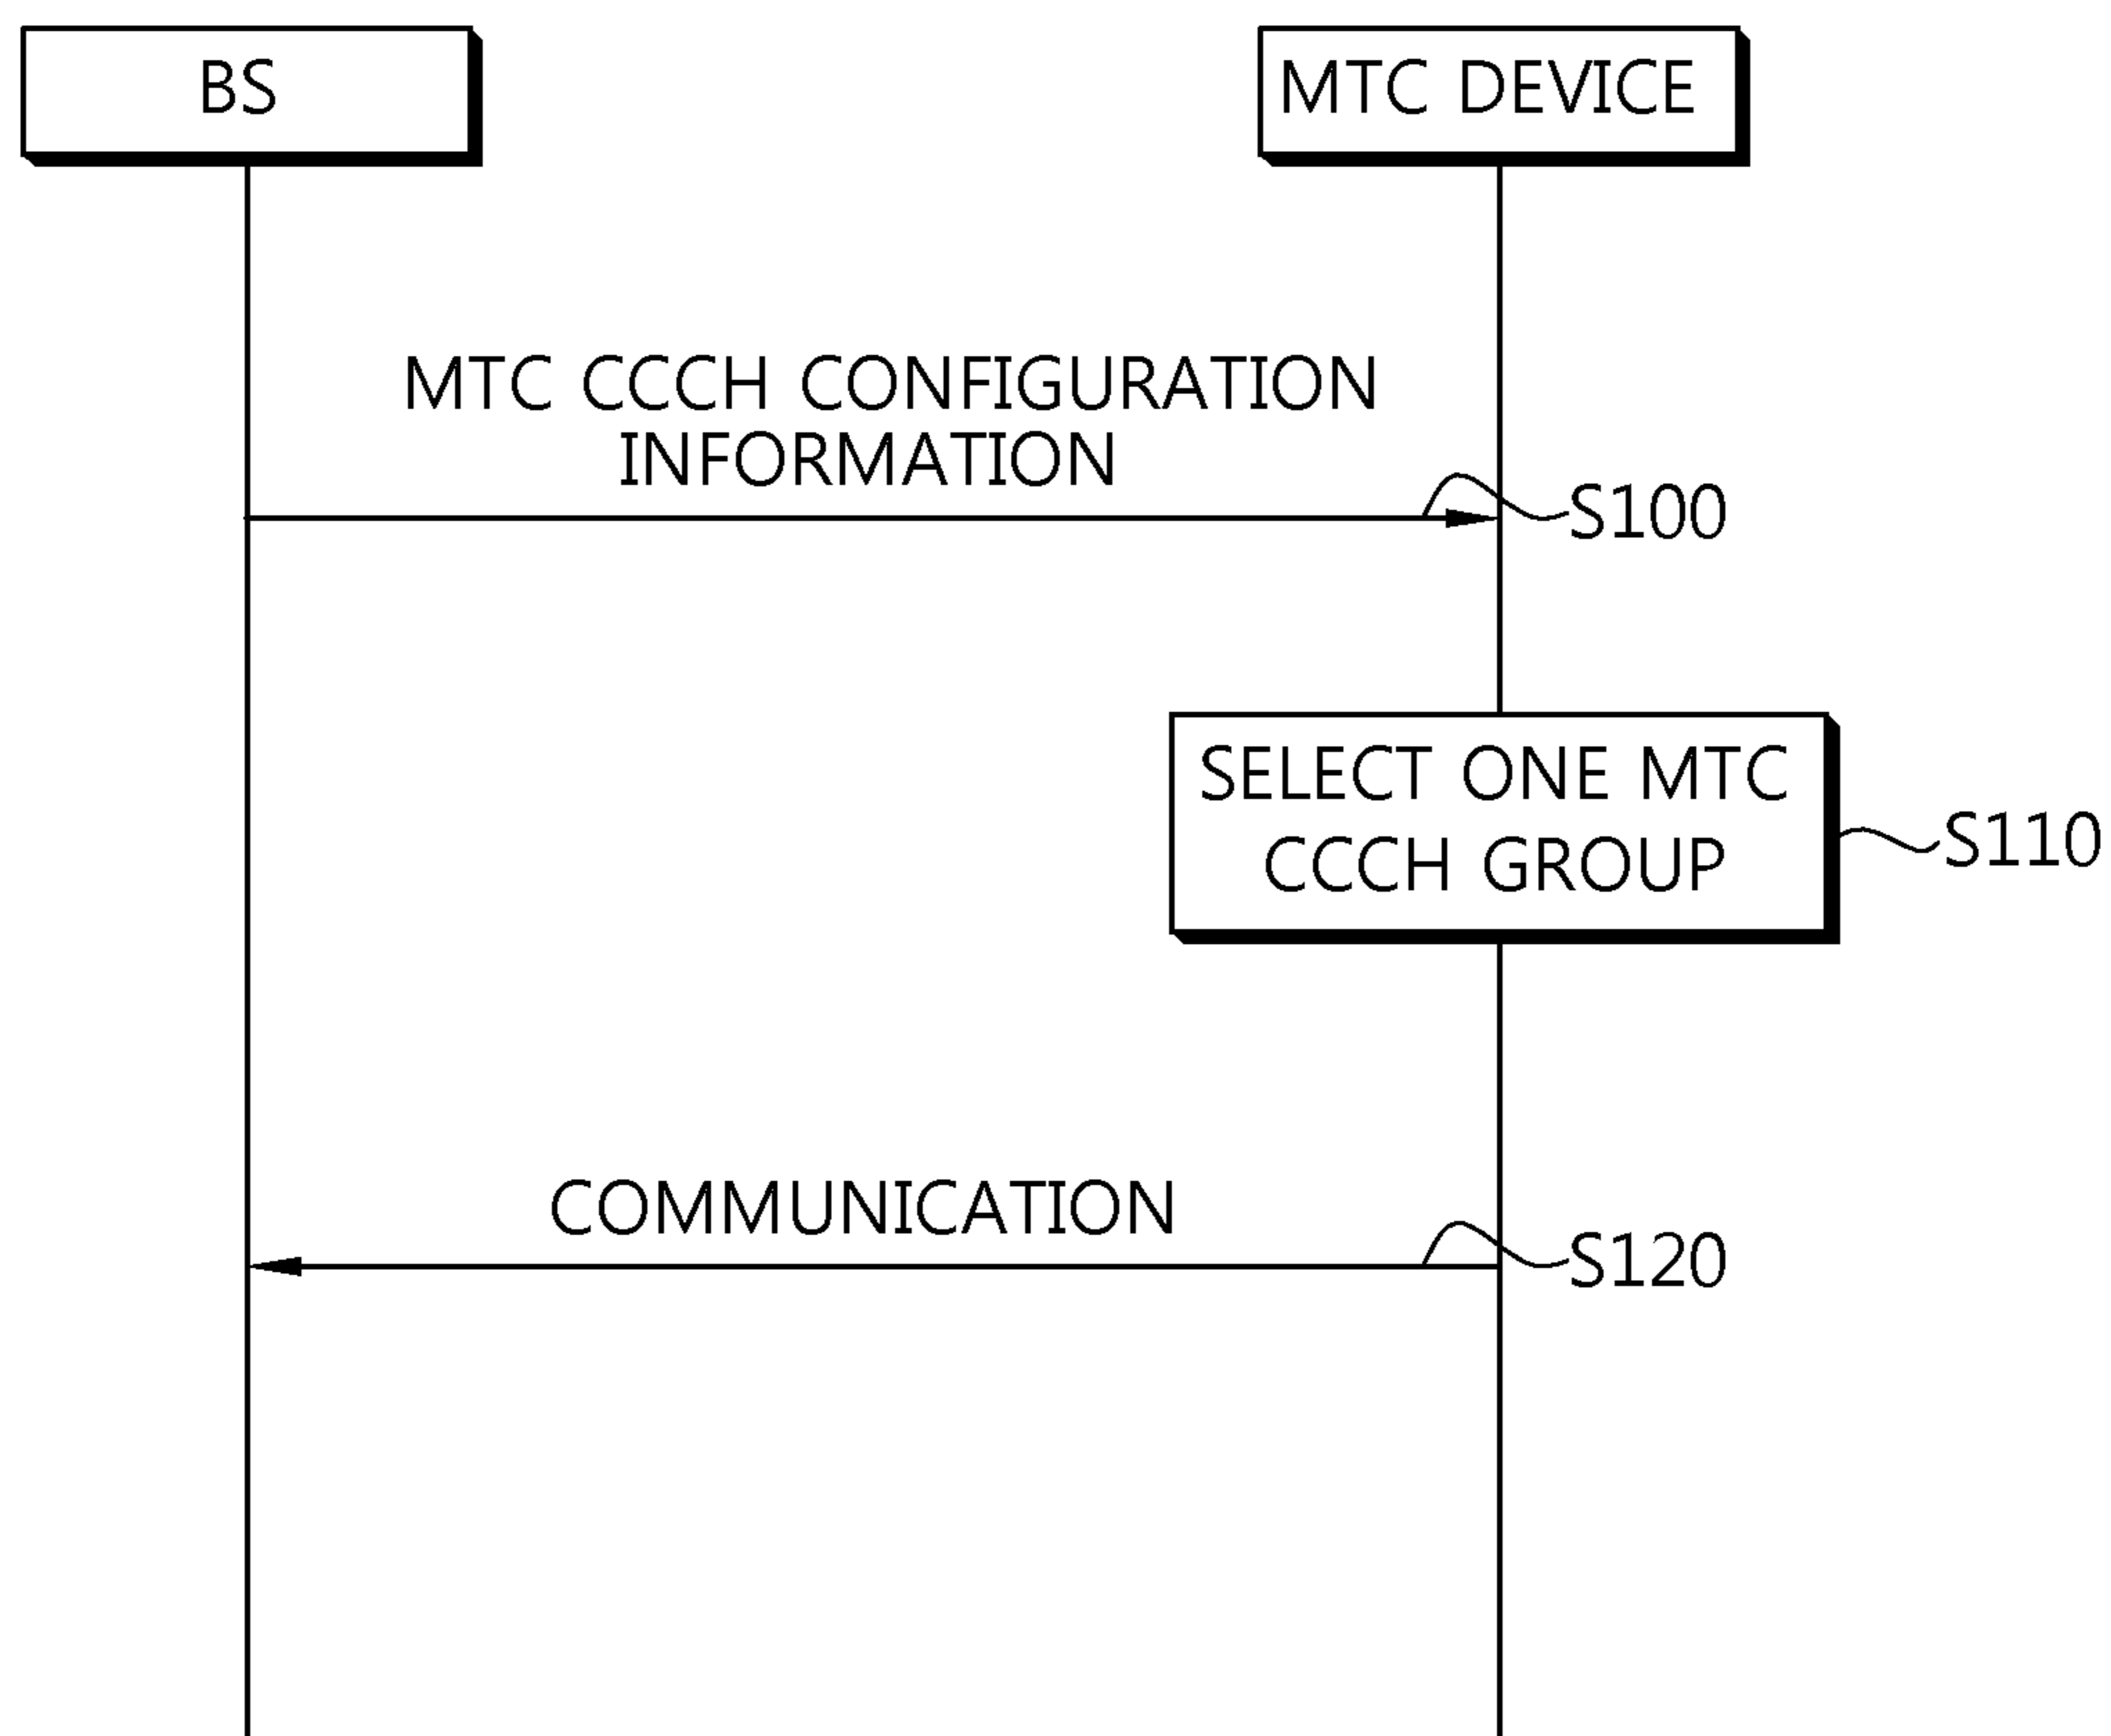 BS
MTC DEVICE
MTC CCCH CONFIGURATION
INFORMATION
S100
SELECT ONE MTC
CCCH GROUP
S110
COMMUNICATION
S120